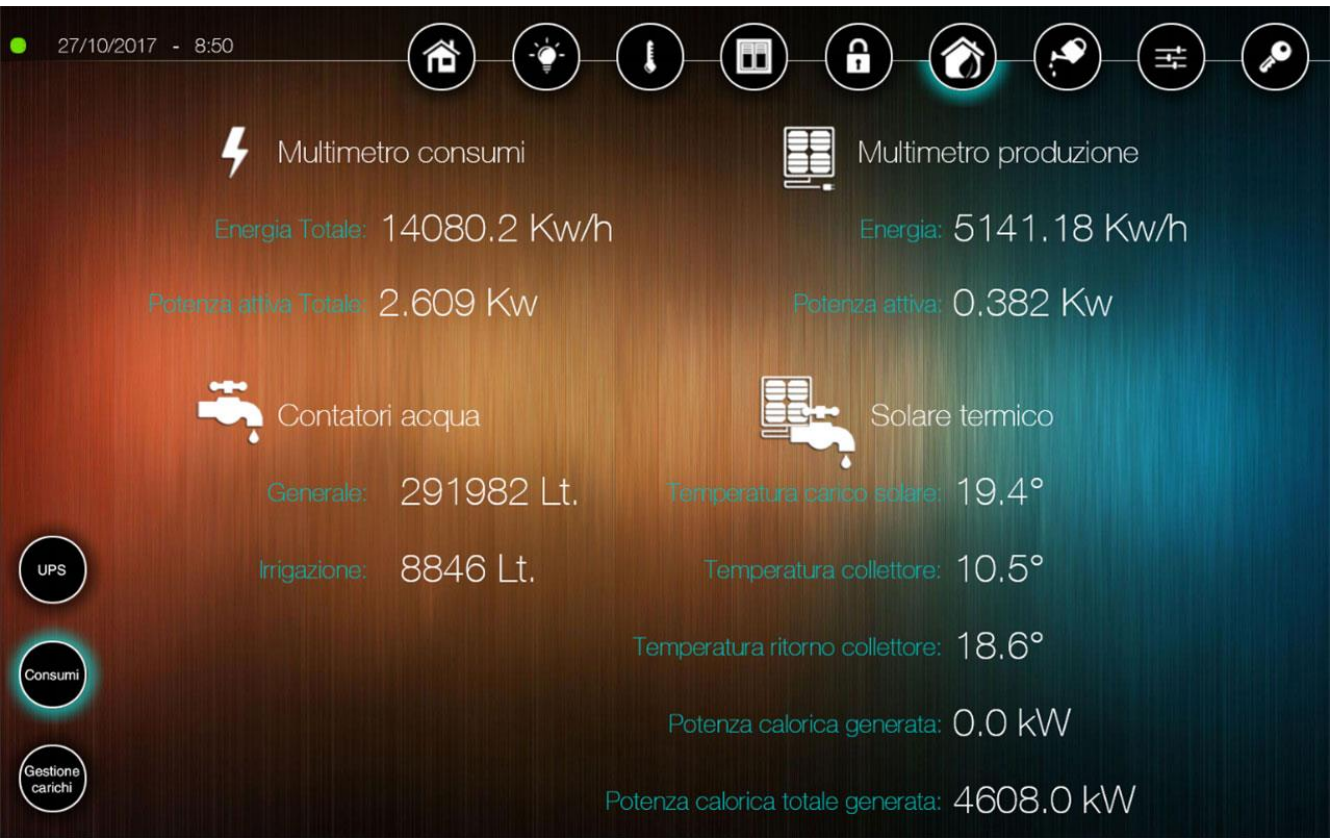 27/10/2017 - 8:50
Multimetro consumi
Energia Totale: 14080.2 Kw/h
Potenza attiva Totale: 2.609 Kw
Multimetro produzione
Energia: 5141.18 Kw/h
Potenza attiva: 0.382 Kw
Contatori acqua
Generale: 291982 Lt.
Irrigazione: 8846 Lt.
Solare termico
Temperatura carico solare: 19.4°
Temperatura collettore: 10.5°
Temperatura ritorno collettore: 18.6°
Potenza calorica generata: 0.0 kW
Potenza calorica totale generata: 4608.0 kW
UPS
Consumi
Gestione
carichi